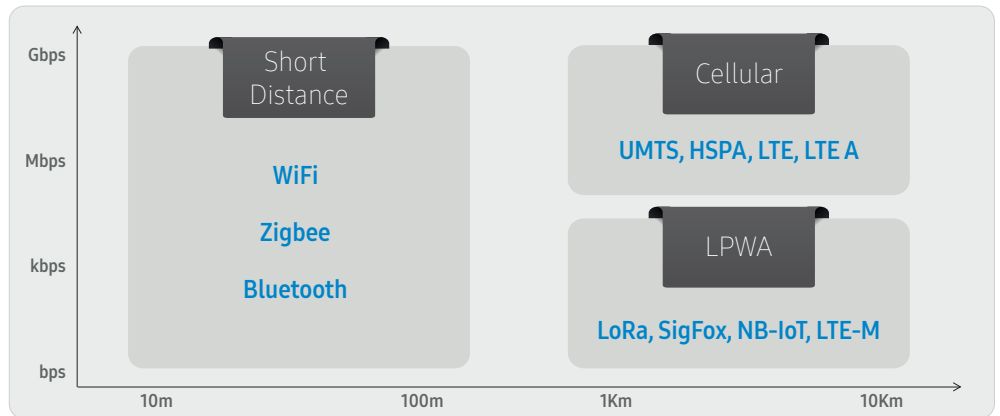 Gbps
Mbps
kbps
bps
Short
Distance
WiFi
Zigbee
Bluetooth
Cellular
UMTS, HSPA, LTE, LTE A
LPWA
LoRa, SigFox, NB-IoT, LTE-M
10m
100m
1Km
10Km